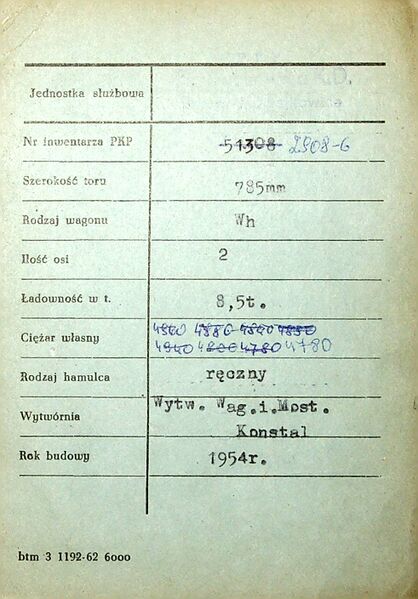 Jednostka służbowa
Nr inwentarza PKP 51308 2908-6
Szerokość toru 785mm
Rodzaj wagonu Wh
Ilość osi 2
Ładowność w t. 8,5t.
Ciężar własny 4860 4880 4840 4850
4940 4800 4780 4780
Rodzaj hamulca ręczny
Wytwórnia Wytw. Wag.i.Most.
Konstal
Rok budowy 1954r.
btm 3 1192-62 6000